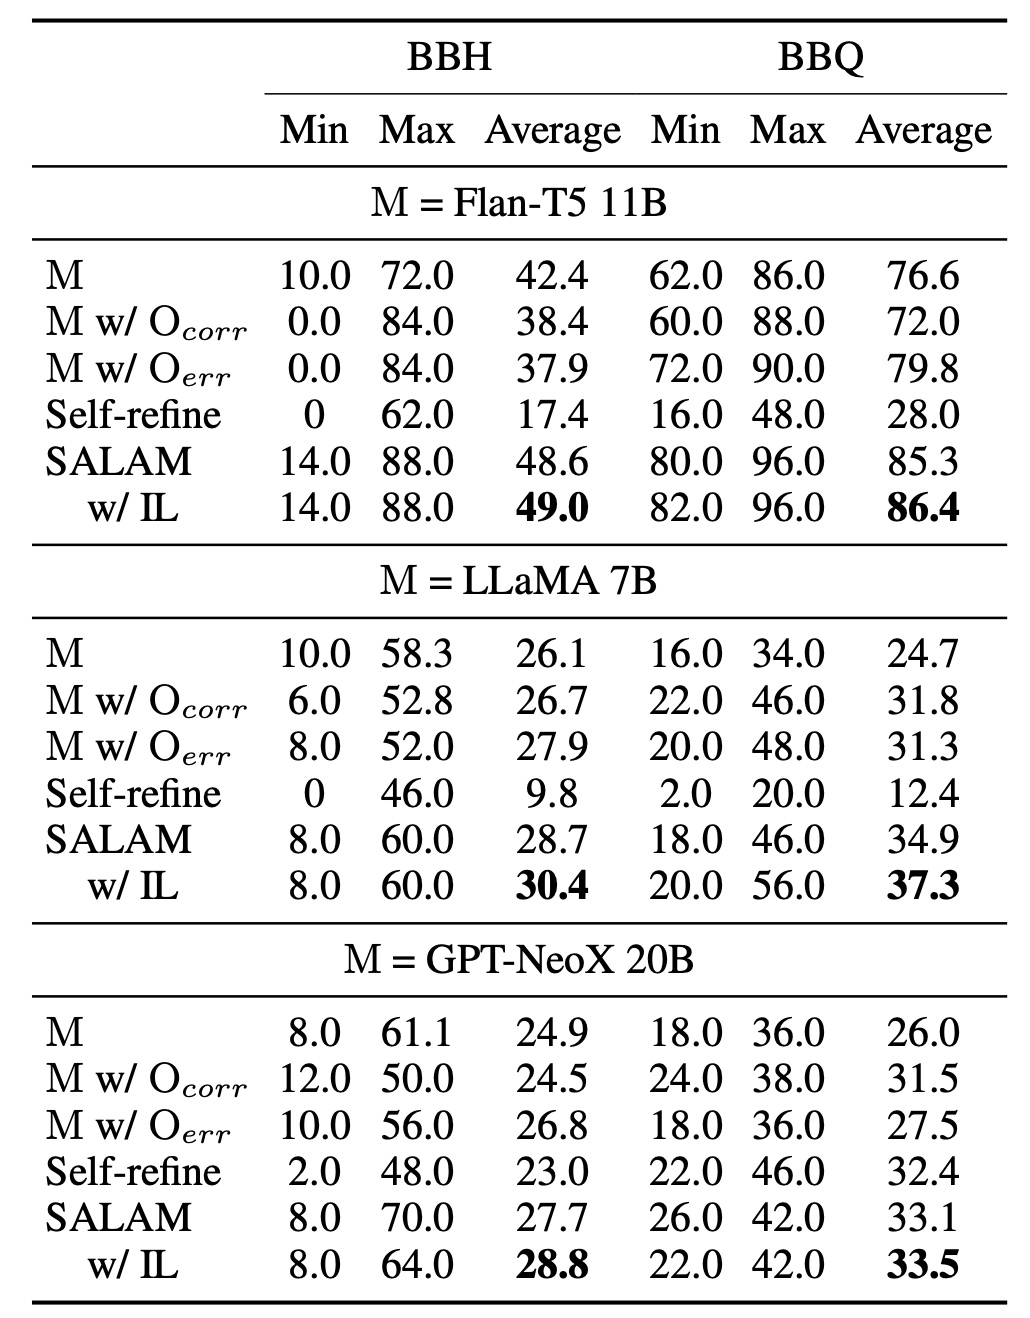 BBH BBQ
Min Max Average Min Max Average
M = Flan-T5 11B
M 10.0 72.0 42.4 62.0 86.0 76.6
M w/ O_corr 0.0 84.0 38.4 60.0 88.0 72.0
M w/ O_err 0.0 84.0 37.9 72.0 90.0 79.8
Self-refine 0 62.0 17.4 16.0 48.0 28.0
SALAM 14.0 88.0 48.6 80.0 96.0 85.3
w/ IL 14.0 88.0 49.0 82.0 96.0 86.4
M = LLaMA 7B
M 10.0 58.3 26.1 16.0 34.0 24.7
M w/ O_corr 6.0 52.8 26.7 22.0 46.0 31.8
M w/ O_err 8.0 52.0 27.9 20.0 48.0 31.3
Self-refine 0 46.0 9.8 2.0 20.0 12.4
SALAM 8.0 60.0 28.7 18.0 46.0 34.9
w/ IL 8.0 60.0 30.4 20.0 56.0 37.3
M = GPT-NeoX 20B
M 8.0 61.1 24.9 18.0 36.0 26.0
M w/ O_corr 12.0 50.0 24.5 24.0 38.0 31.5
M w/ O_err 10.0 56.0 26.8 18.0 36.0 27.5
Self-refine 2.0 48.0 23.0 22.0 46.0 32.4
SALAM 8.0 70.0 27.7 26.0 42.0 33.1
w/ IL 8.0 64.0 28.8 22.0 42.0 33.5